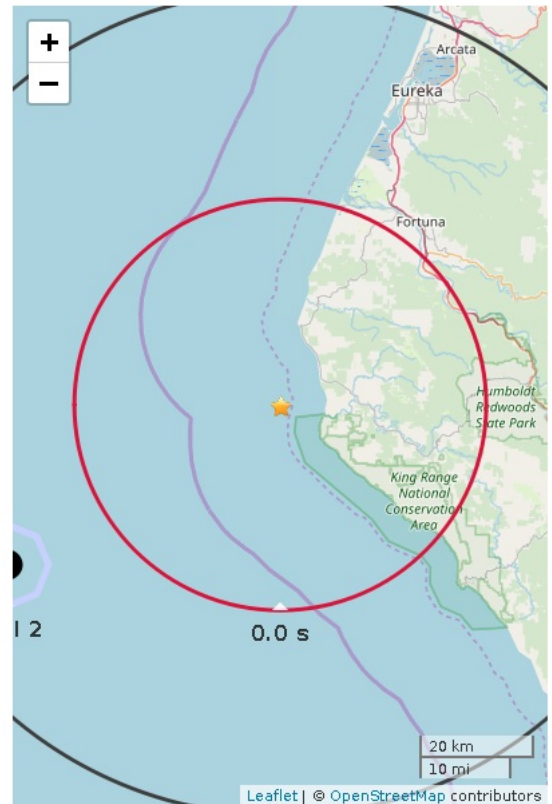 +
Arcata
Eureka
−
Fortuna
Humboldt
Redwoods
State Park
King Range
National
Conservation
Area
l 2
0.0 s
20 km
10 mi
Leaflet | © OpenStreetMap contributors